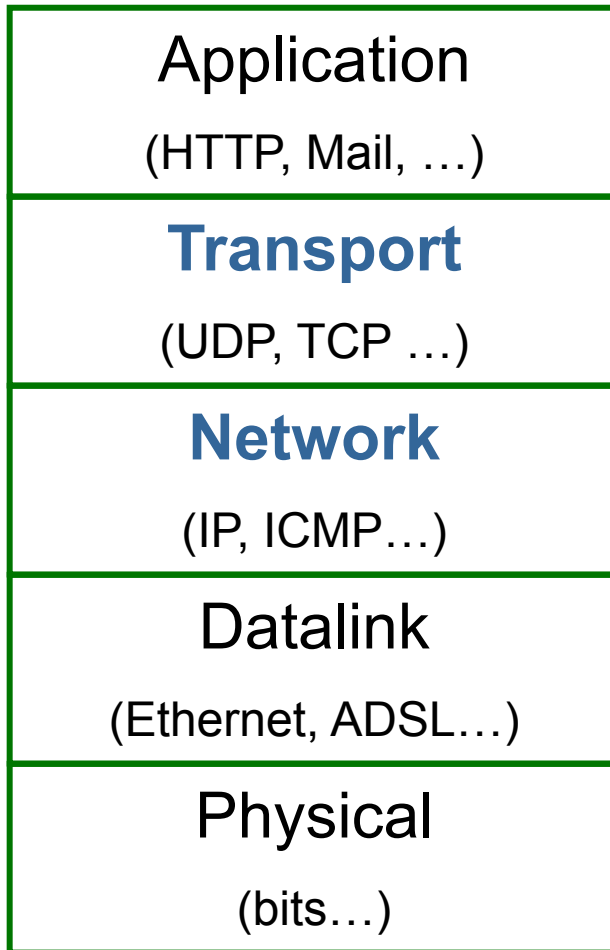 Application
(HTTP, Mail, …)
Transport
(UDP, TCP …)
Network
(IP, ICMP…)
Datalink
(Ethernet, ADSL…)
Physical
(bits…)